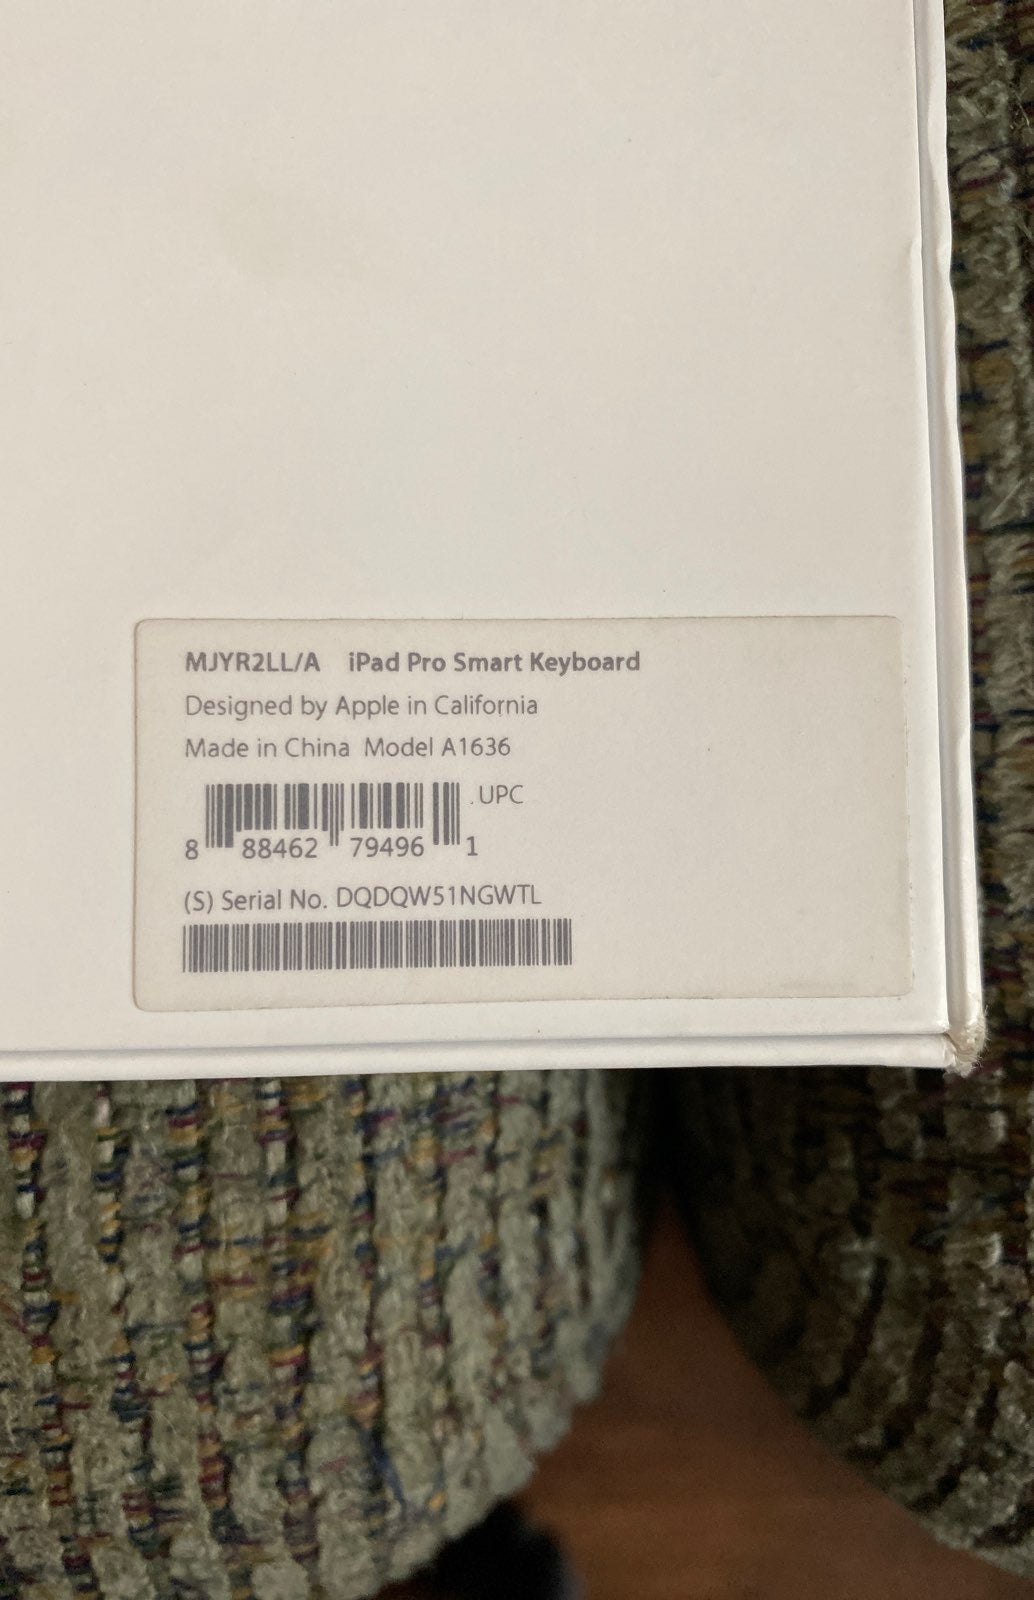 MJYR2LL/A iPad Pro Smart Keyboard
Designed by Apple in California
Made in China Model A1636
UPC
8 88462 79496 1
(S) Serial No. DQDQW51NGWTL